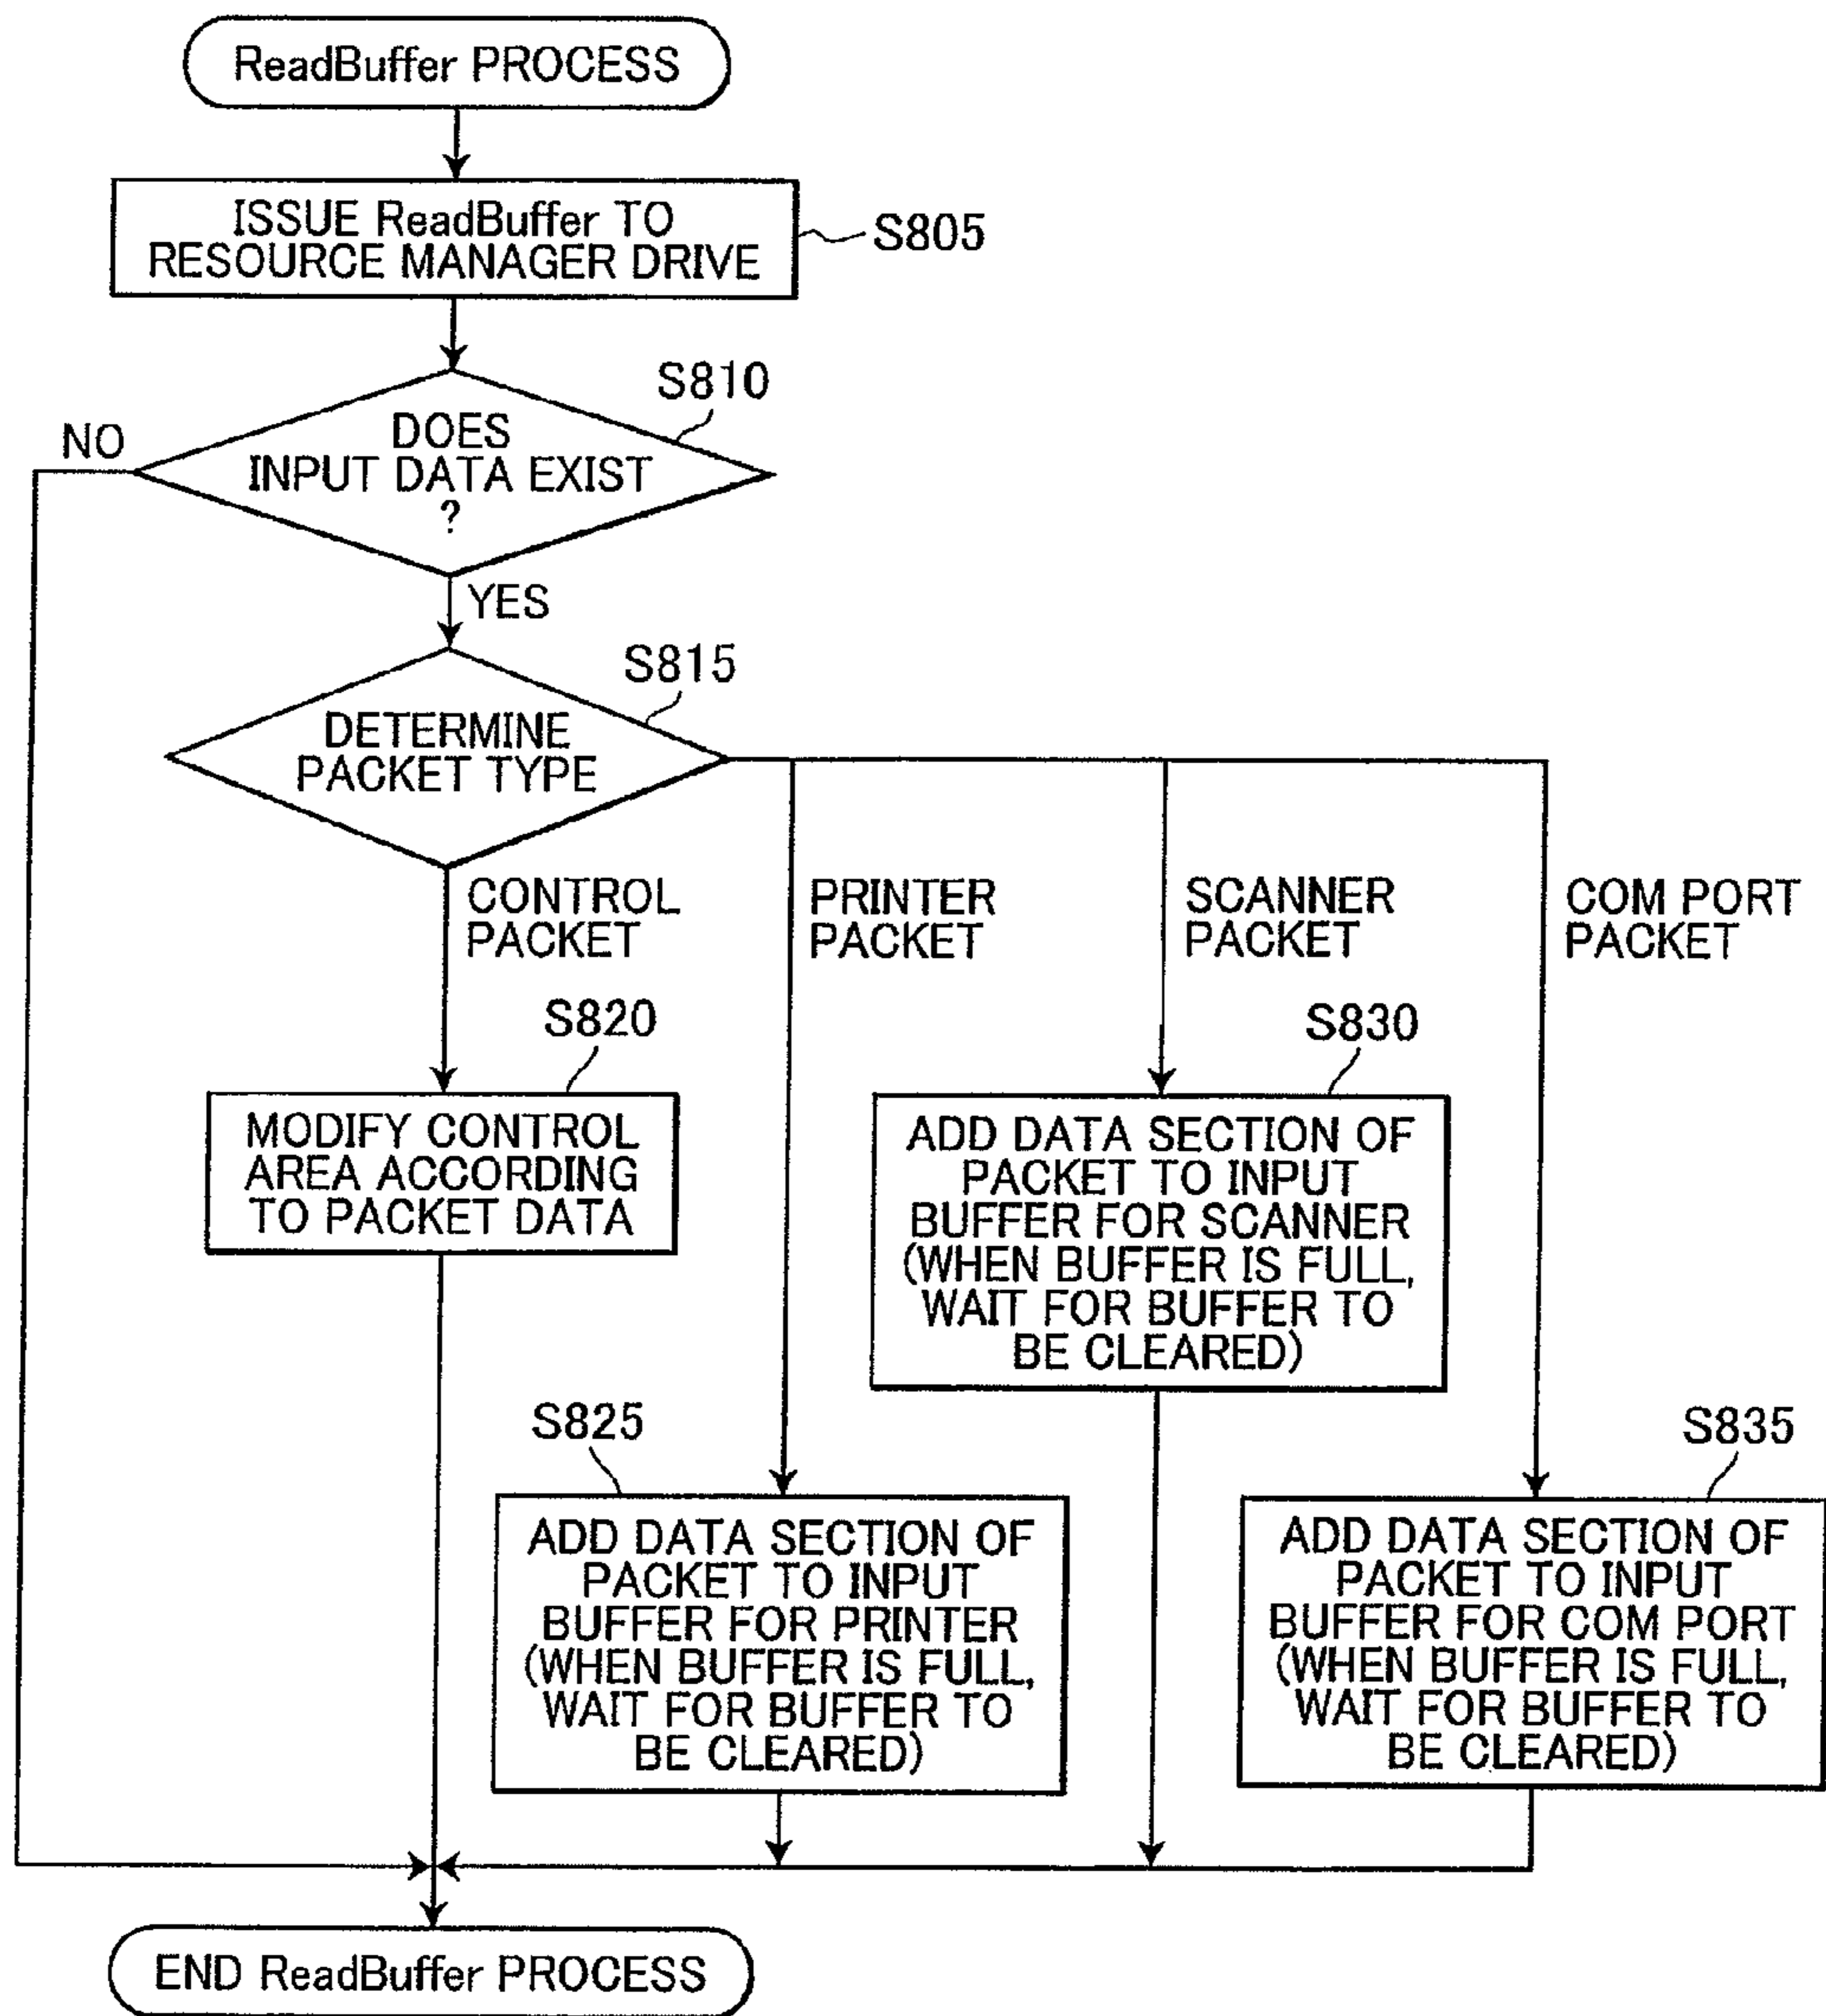 ReadBuffer PROCESS
ISSUE ReadBuffer TO
RESOURCE MANAGER DRIVE
S805
S810
DOES
INPUT DATA EXIST
?
NO
YES
S815
DETERMINE
PACKET TYPE
CONTROL
PACKET
PRINTER
PACKET
SCANNER
PACKET
COM PORT
PACKET
S820
MODIFY CONTROL
AREA ACCORDING
TO PACKET DATA
S830
ADD DATA SECTION OF
PACKET TO INPUT
BUFFER FOR SCANNER
(WHEN BUFFER IS FULL,
WAIT FOR BUFFER TO
BE CLEARED)
S825
ADD DATA SECTION OF
PACKET TO INPUT
BUFFER FOR PRINTER
(WHEN BUFFER IS FULL,
WAIT FOR BUFFER TO
BE CLEARED)
S835
ADD DATA SECTION OF
PACKET TO INPUT
BUFFER FOR COM PORT
(WHEN BUFFER IS FULL,
WAIT FOR BUFFER TO
BE CLEARED)
END ReadBuffer PROCESS